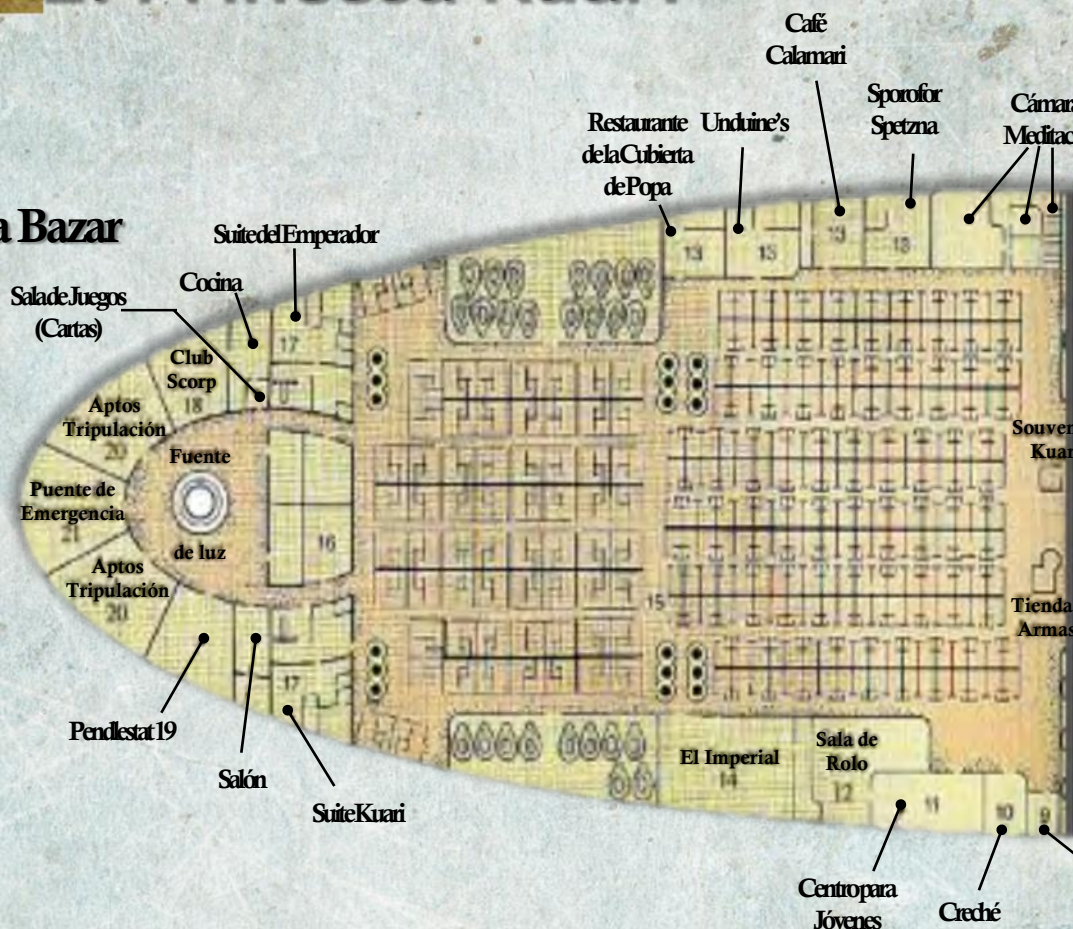 Café
Calamari
Sporofor
Spetzna
Restaurante
de la Cubierta
de Popa
Unduine's
Bazar
Suite del Emperador
Cocina
Sala de Juegos
(Cartas)
13
13
13
13
17
Club
Scorp
18
Aptos
Tripulación
20
Fuente
de luz
Puente de
Emergencia
21
16
Aptos
Tripulación
20
15
17
Pendlestat 19
Salón
Suite Kuari
El Imperial
14
Sala de
Rolo
12
11
10
9
Centro para
Jóvenes
Creché